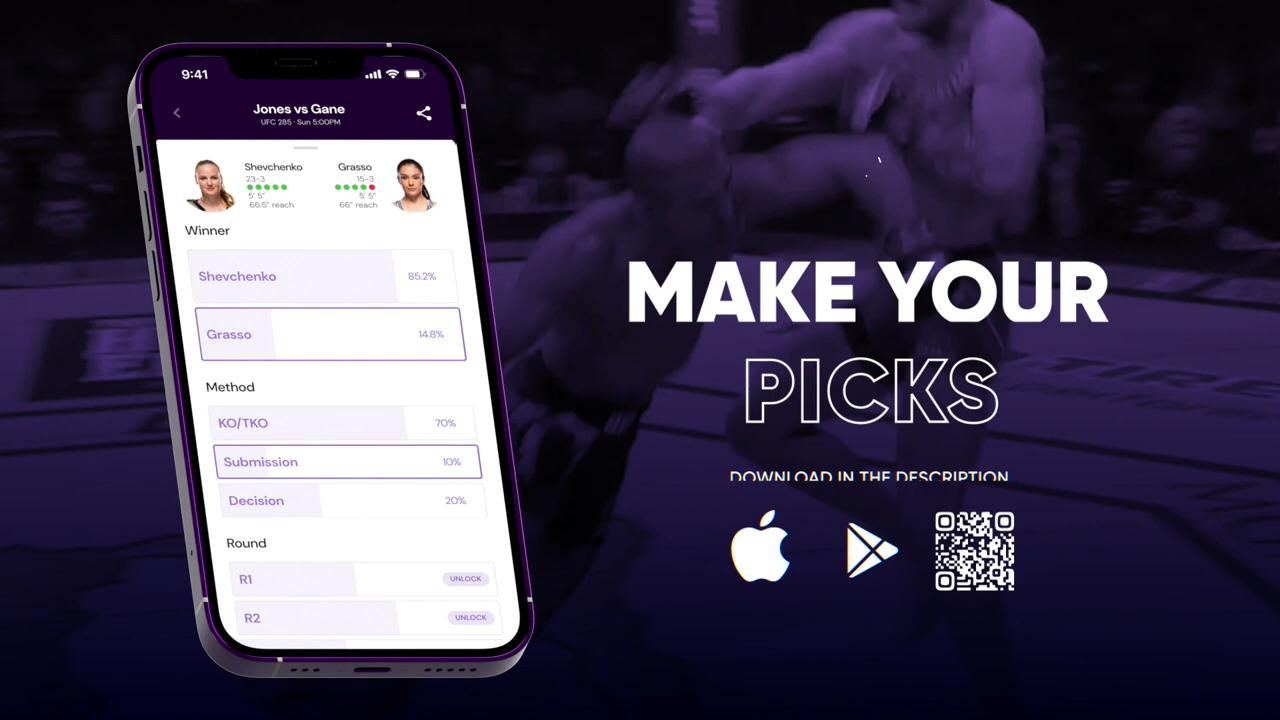 9:41
Jones vs Gane
UFC 285 · Sun 5:00PM
Shevchenko
23-3
5' 5"
66.5" reach
Grasso
15-3
5' 5"
66" reach
Winner
Shevchenko 85.2%
Grasso 14.8%
Method
KO/TKO 70%
Submission 10%
Decision 20%
Round
R1 UNLOCK
R2 UNLOCK
MAKE YOUR
PICKS
DOWNLOAD IN THE DESCRIPTION